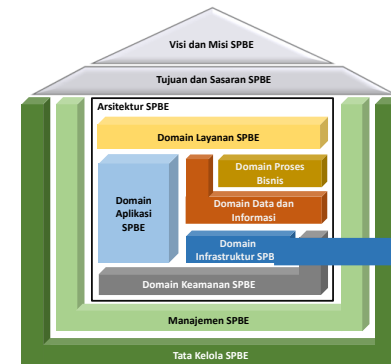 Visi dan Misi SPBE
Tujuan dan Sasaran SPBE
Arsitektur SPBE
Domain Layanan SPBE
Domain Proses
Bisnis
Domain
Aplikasi
SPBE
Domain Data dan
Informasi
Domain
Infrastruktur SPB
Domain Keamanan SPBE
Manajemen SPBE
Tata Kelola SPBE